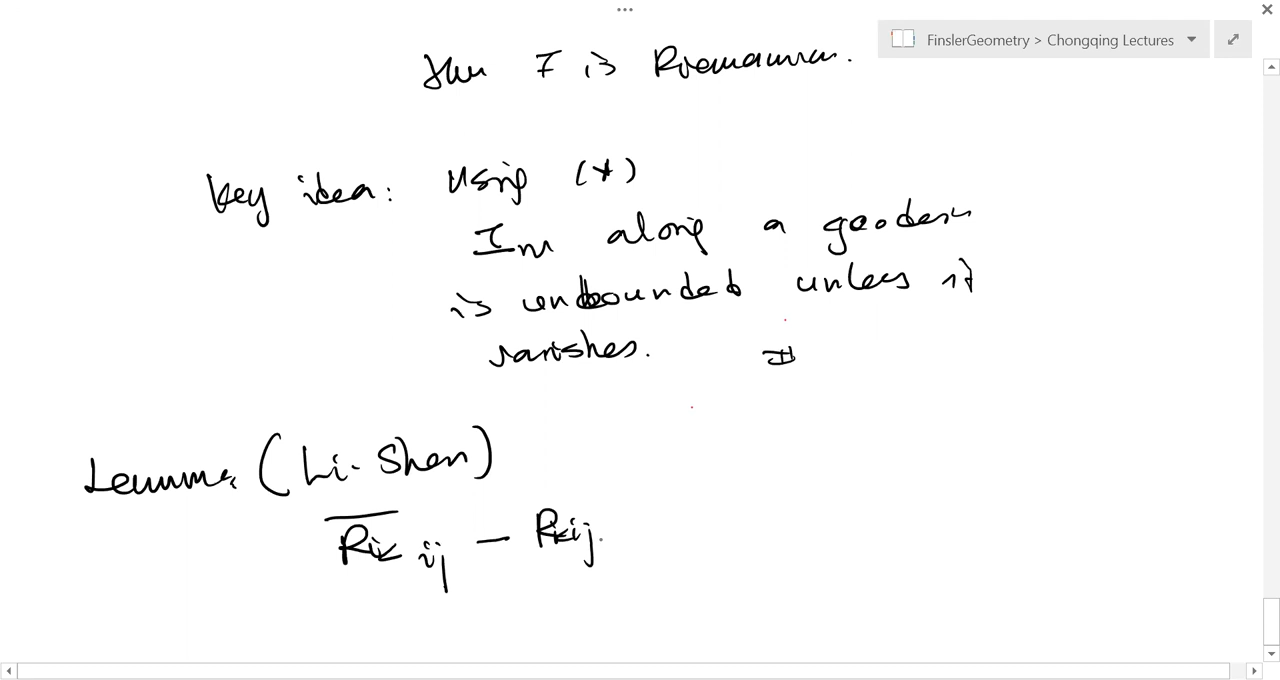 FinslerGeometry > Chongqing Lectures
then F is Riemannian.
Key idea: Using (*)
Im along a geodesic
is unbounded unless it
vanishes. #
Lemma (Li-Shen)
R̅i̅c̅ ij - Ricij